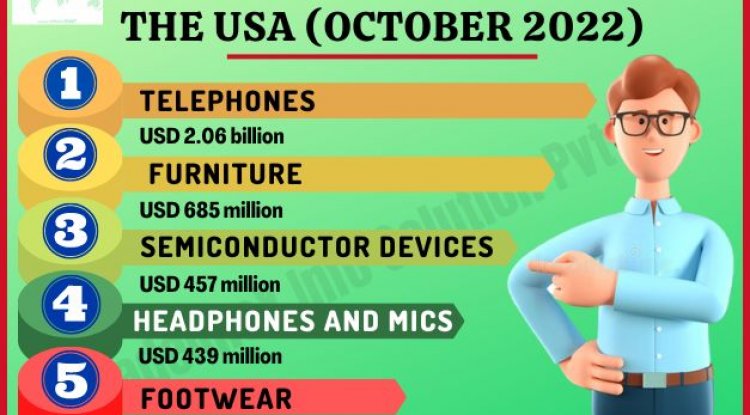 THE USA (OCTOBER 2022)
1
TELEPHONES
USD 2.06 billion
2
FURNITURE
USD 685 million
3
SEMICONDUCTOR DEVICES
USD 457 million
4
HEADPHONES AND MICS
USD 439 million
5
FOOTWEAR